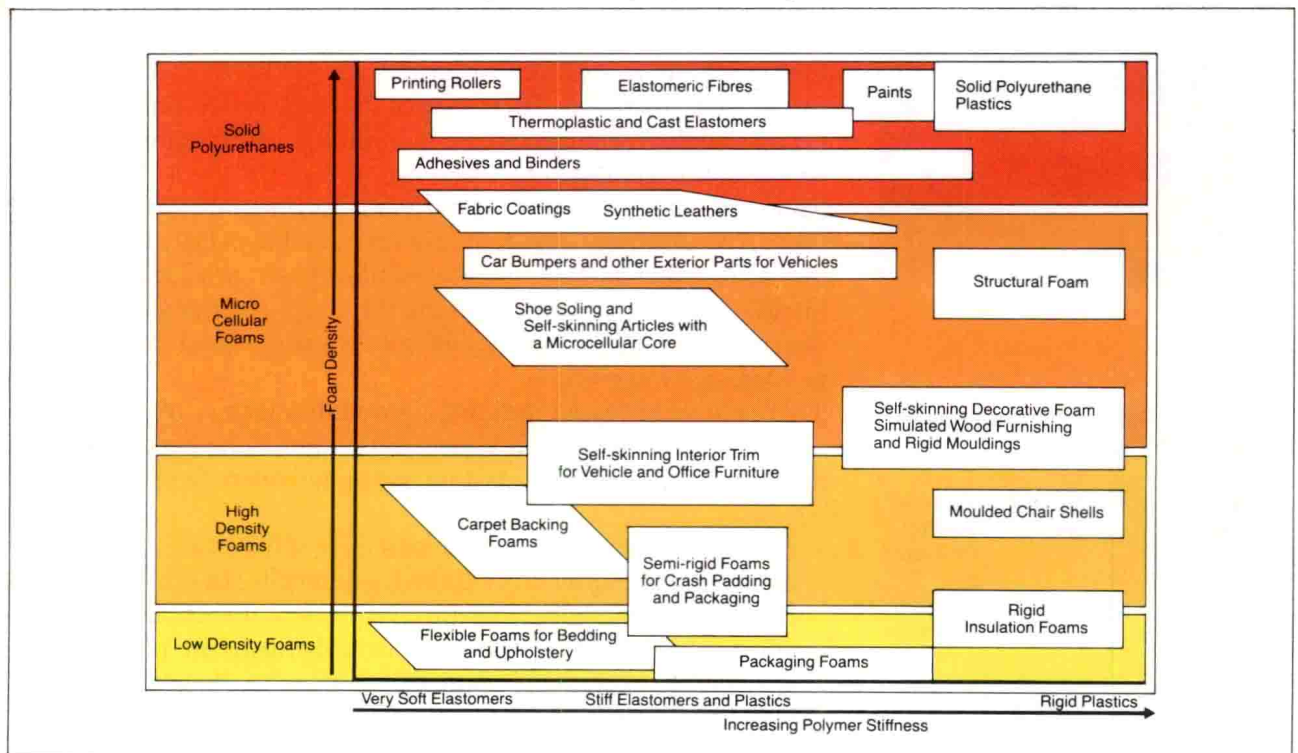 Solid
Polyurethanes
Printing Rollers
Elastomeric Fibres
Paints
Solid Polyurethane
Plastics
Thermoplastic and Cast Elastomers
Adhesives and Binders
Fabric Coatings Synthetic Leathers
Micro
Cellular
Foams
Foam Density
Car Bumpers and other Exterior Parts for Vehicles
Structural Foam
Shoe Soling and
Self-skinning Articles with
a Microcellular Core
Self-skinning Decorative Foam
Simulated Wood Furnishing
and Rigid Mouldings
Self-skinning Interior Trim
for Vehicle and Office Furniture
High
Density
Foams
Carpet Backing
Foams
Moulded Chair Shells
Semi-rigid Foams
for Crash Padding
and Packaging
Rigid
Insulation Foams
Low Density Foams
Flexible Foams for Bedding
and Upholstery
Packaging Foams
Very Soft Elastomers
Stiff Elastomers and Plastics
Rigid Plastics
Increasing Polymer Stiffness